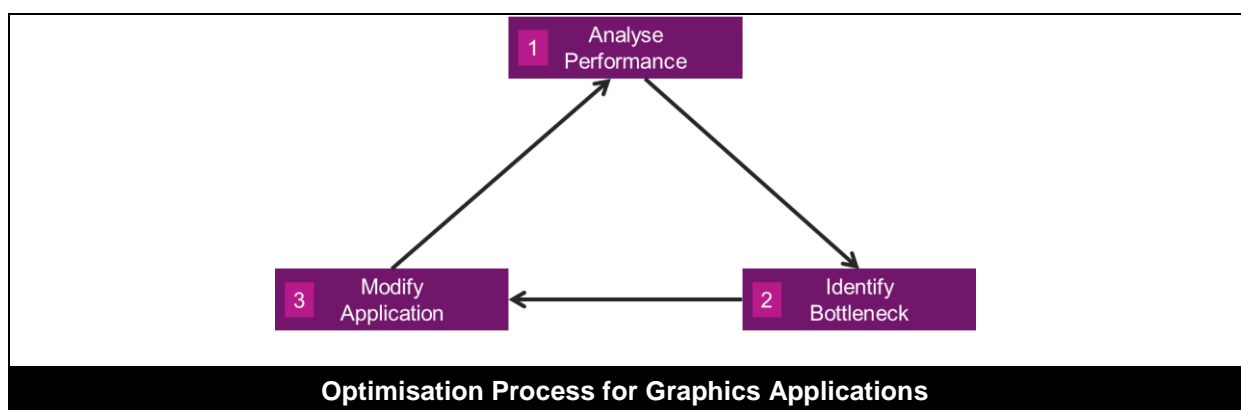 1
Analyse
Performance
3
Modify
Application
2
Identify
Bottleneck
Optimisation Process for Graphics Applications